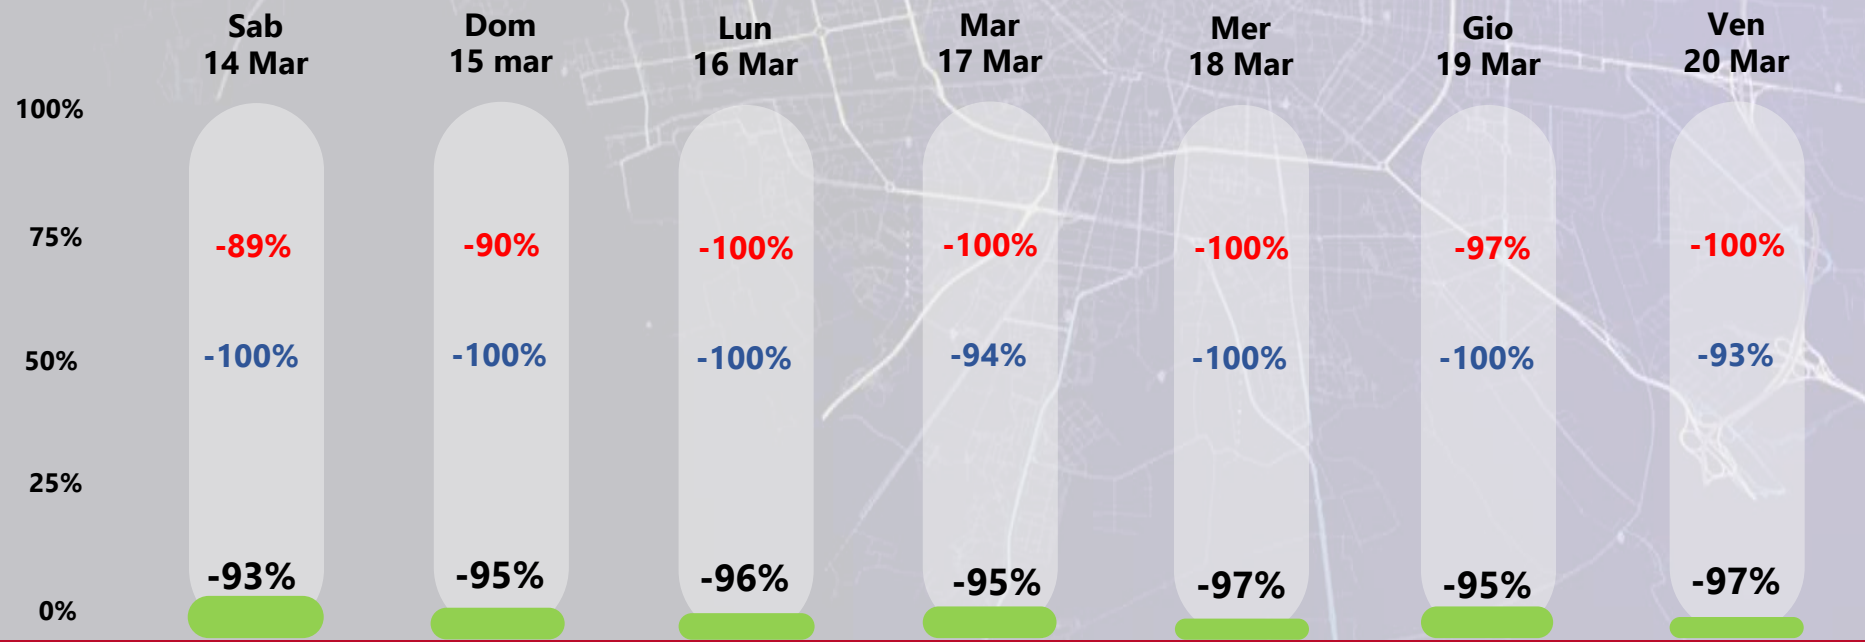 Sab
14 Mar
Dom
15 mar
Lun
16 Mar
Mar
17 Mar
Mer
18 Mar
Gio
19 Mar
Ven
20 Mar
100%
75%
-89%
-90%
-100%
-100%
-100%
-97%
-100%
50%
-100%
-100%
-100%
-94%
-100%
-100%
-93%
25%
-93%
-95%
-96%
-95%
-97%
-95%
-97%
0%